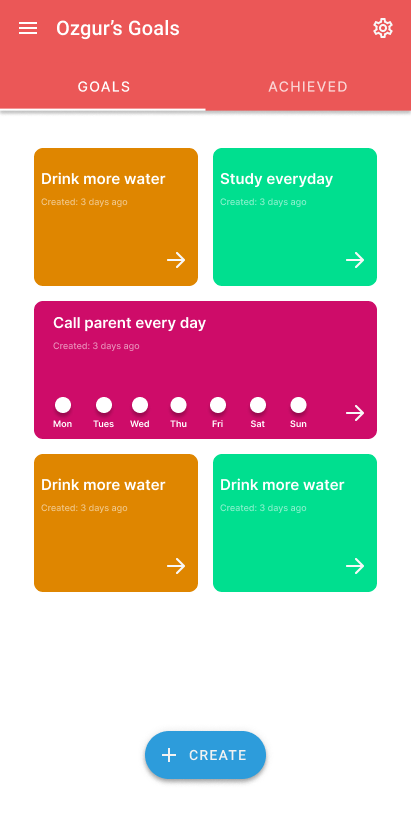 Ozgur’s Goals
GOALS
ACHIEVED
Drink more water
Created: 3 days ago
Study everyday
Created: 3 days ago
Call parent every day
Created: 3 days ago
Mon Tues Wed Thu Fri Sat Sun
Drink more water
Created: 3 days ago
Drink more water
Created: 3 days ago
CREATE